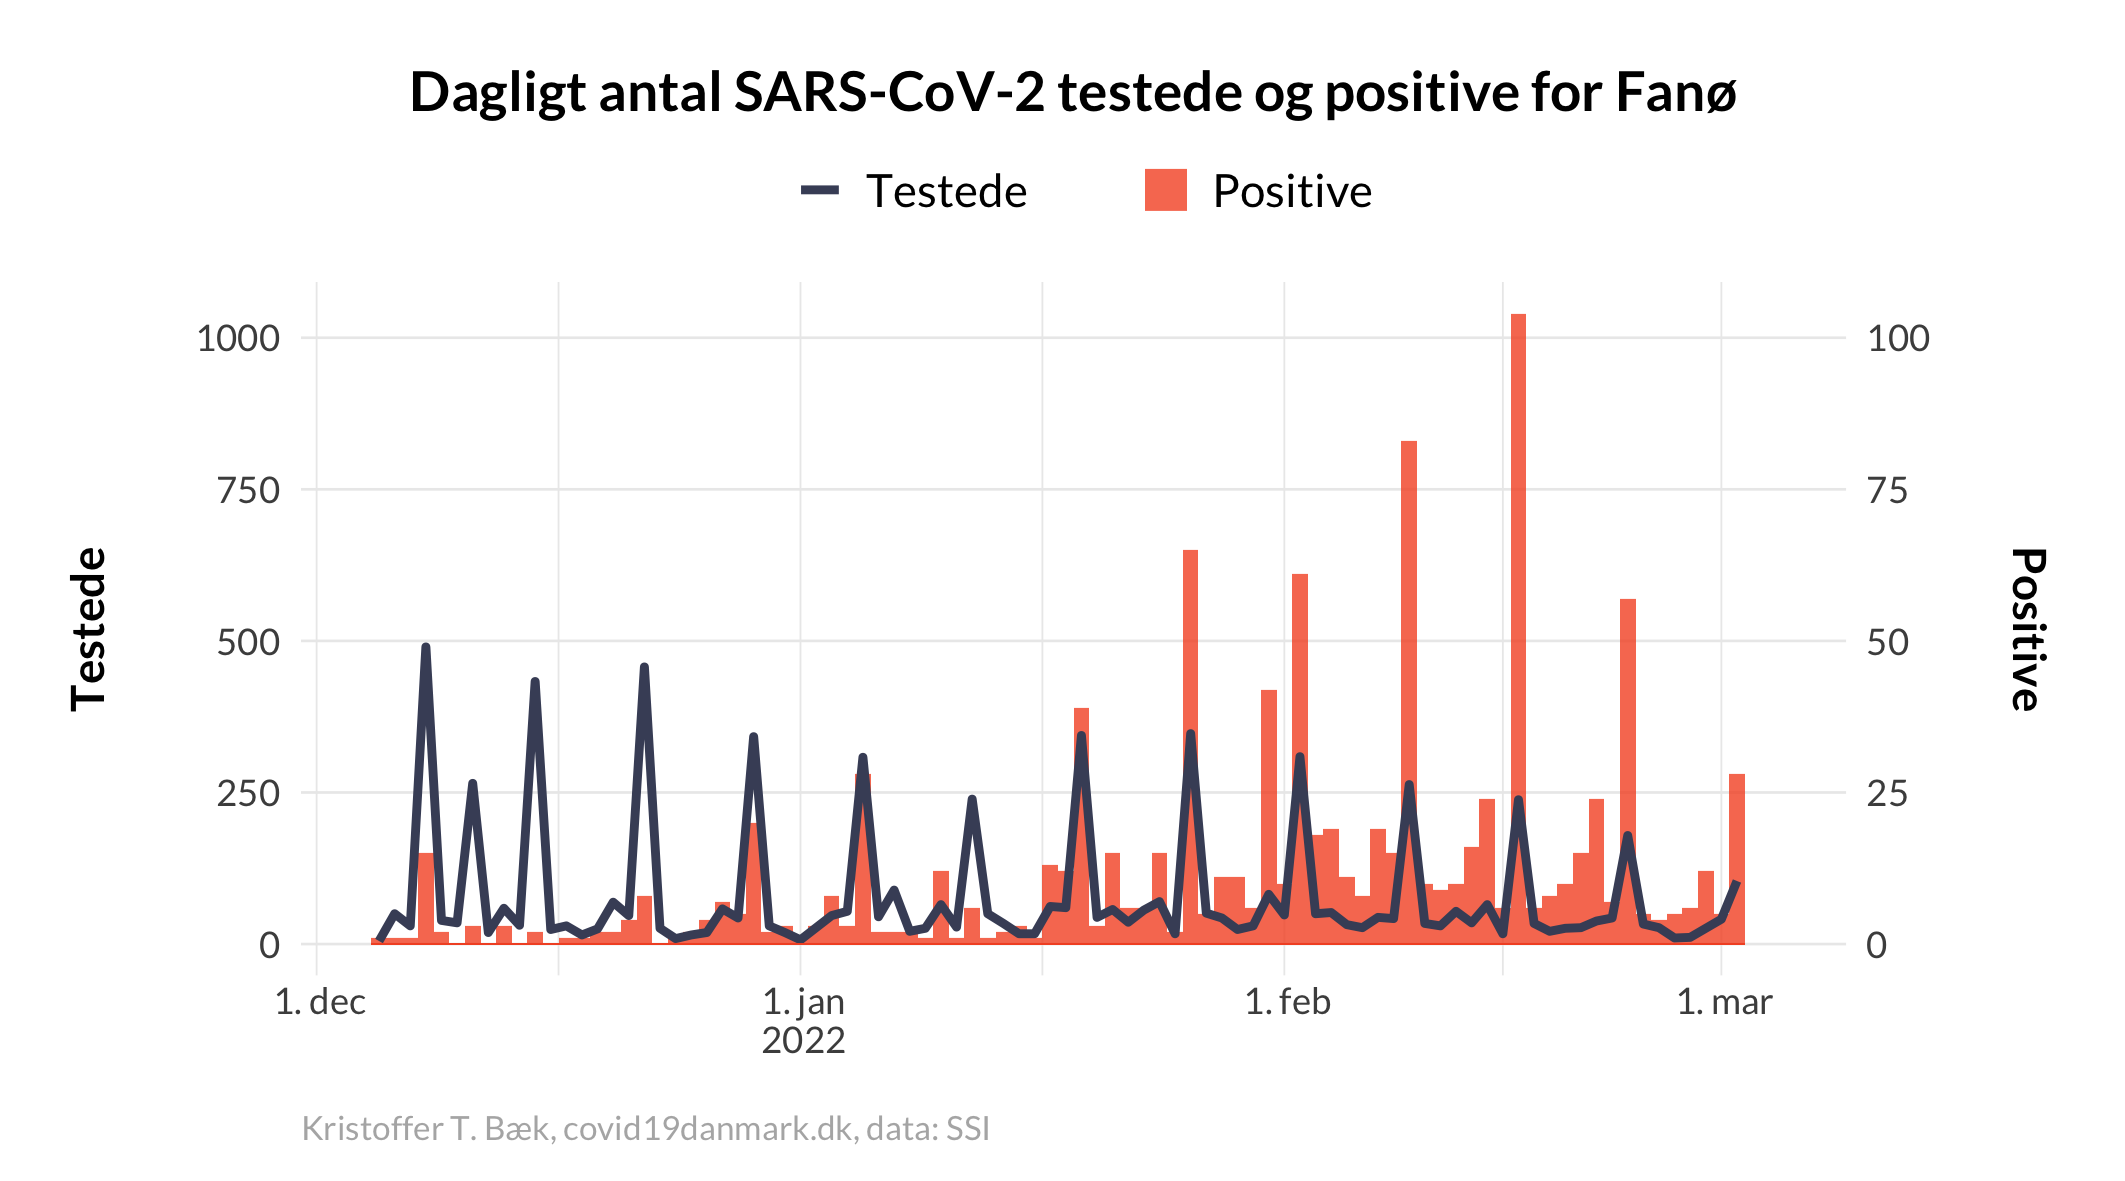 Dagligt antal SARS-CoV-2 testede og positive for Fanø
Testede
Positive
1000
750
500
250
0
100
75
50
25
0
Testede
Positive
1. dec
1. jan
2022
1. feb
1. mar
Kristoffer T. Bæk, covid19danmark.dk, data: SSI